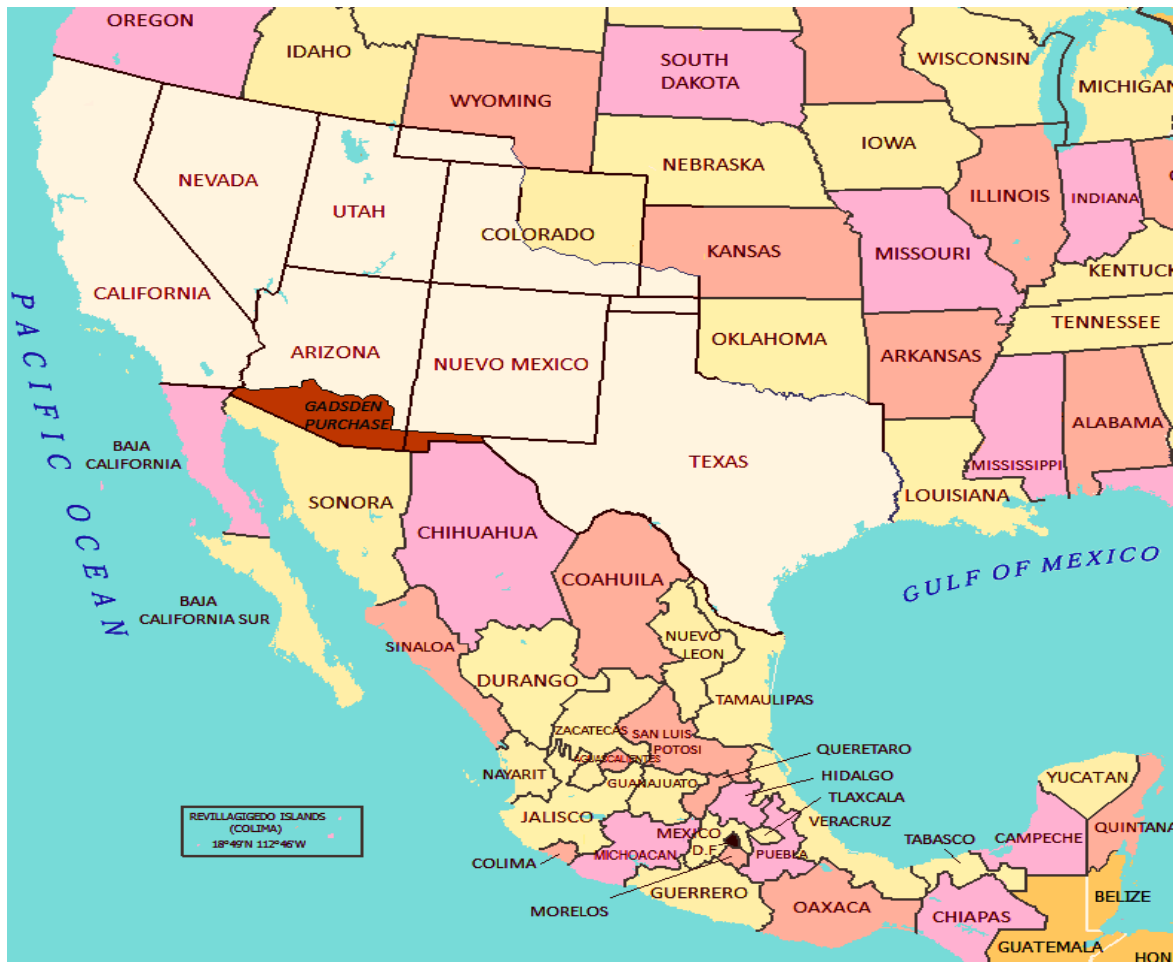 OREGON
IDAHO
WYOMING
SOUTH
DAKOTA
WISCONSIN
MICHIGAN
NEBRASKA
IOWA
NEVADA
UTAH
COLORADO
KANSAS
MISSOURI
ILLINOIS
INDIANA
KENTUCK
CALIFORNIA
ARIZONA
NUEVO MEXICO
OKLAHOMA
ARKANSAS
TENNESSEE
GADSDEN
PURCHASE
TEXAS
LOUISIANA
MISSISSIPPI
ALABAMA
PACIFIC OCEAN
GULF OF MEXICO
BAJA
CALIFORNIA
SONORA
CHIHUAHUA
COAHUILA
BAJA
CALIFORNIA SUR
SINALOA
DURANGO
NUEVO
LEON
TAMAULIPAS
ZACATECAS
SAN LUIS
POTOSI
AGUASCALIENTES
NAYARIT
GUANAJUATO
QUERETARO
HIDALGO
TLAXCALA
VERACRUZ
JALISCO
MEXICO
D.F
COLIMA
MICHOACAN
PUEBLA
MORELOS
GUERRERO
OAXACA
TABASCO
YUCATAN
CAMPECHE
QUINTANA
CHIAPAS
BELIZE
GUATEMALA
HON
REVILLAGIGEDO ISLANDS
(COLIMA)
18°49'N 112°46'W